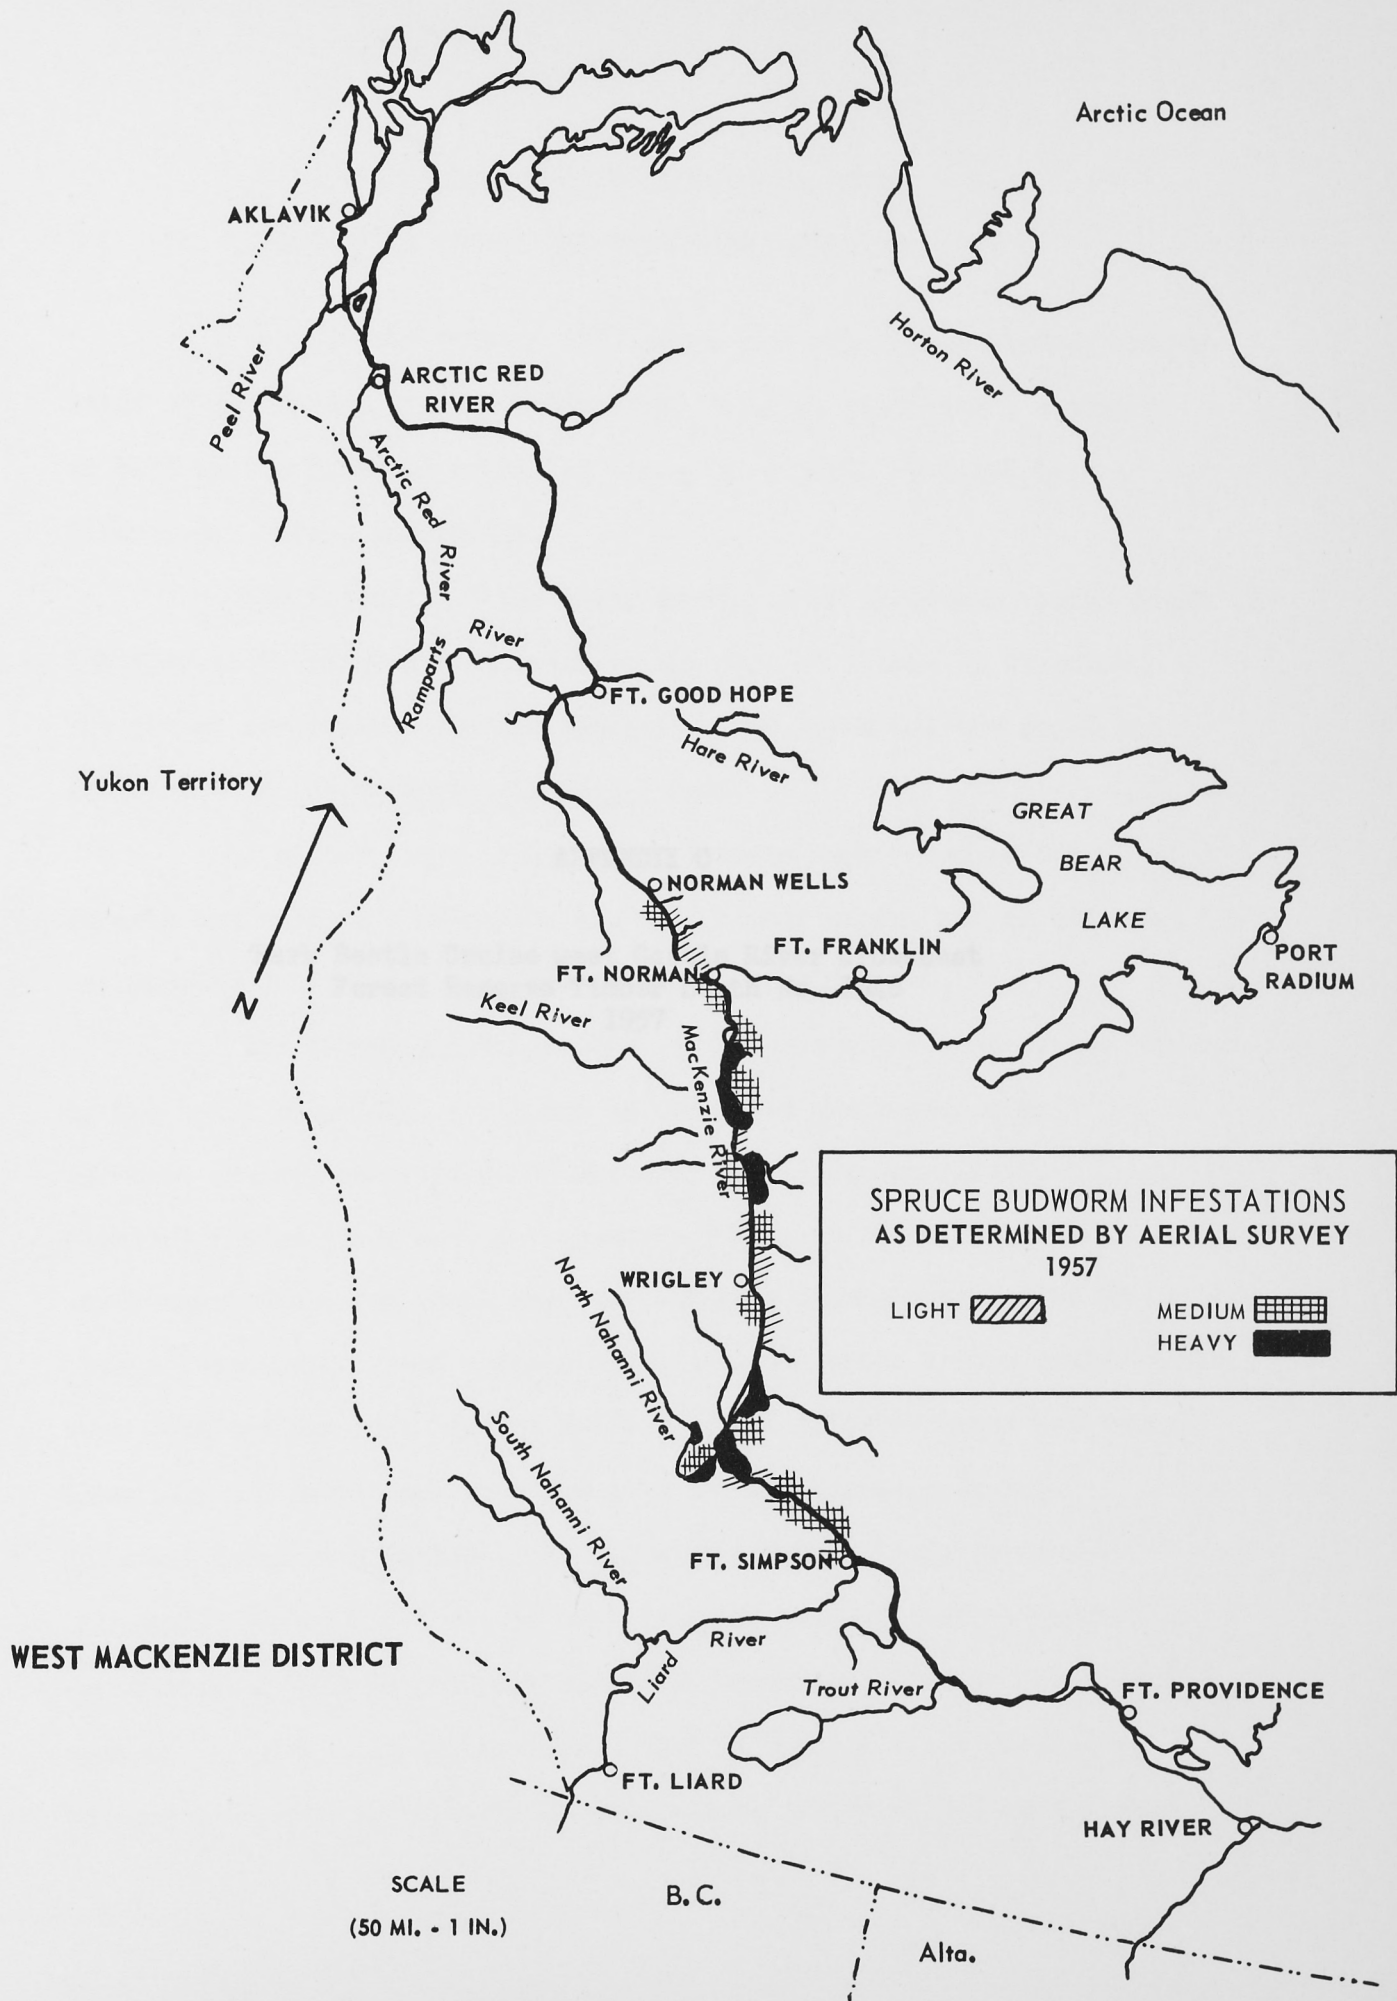 Arctic Ocean
AKLAVIK
Horton River
Peel River
ARCTIC RED
RIVER
Arctic Red
River
Ramparts
River
FT. GOOD HOPE
Hare River
Yukon Territory
GREAT
BEAR
LAKE
NORMAN WELLS
FT. FRANKLIN
PORT
RADIUM
FT. NORMAN
N
Keel River
MacKenzie
River
SPRUCE BUDWORM INFESTATIONS
AS DETERMINED BY AERIAL SURVEY
1957
LIGHT
MEDIUM
HEAVY
WRIGLEY
North Nahanni River
South Nahanni River
FT. SIMPSON
WEST MACKENZIE DISTRICT
River
Liard
Trout River
FT. PROVIDENCE
FT. LIARD
HAY RIVER
SCALE
(50 MI. - 1 IN.)
B.C.
Alta.